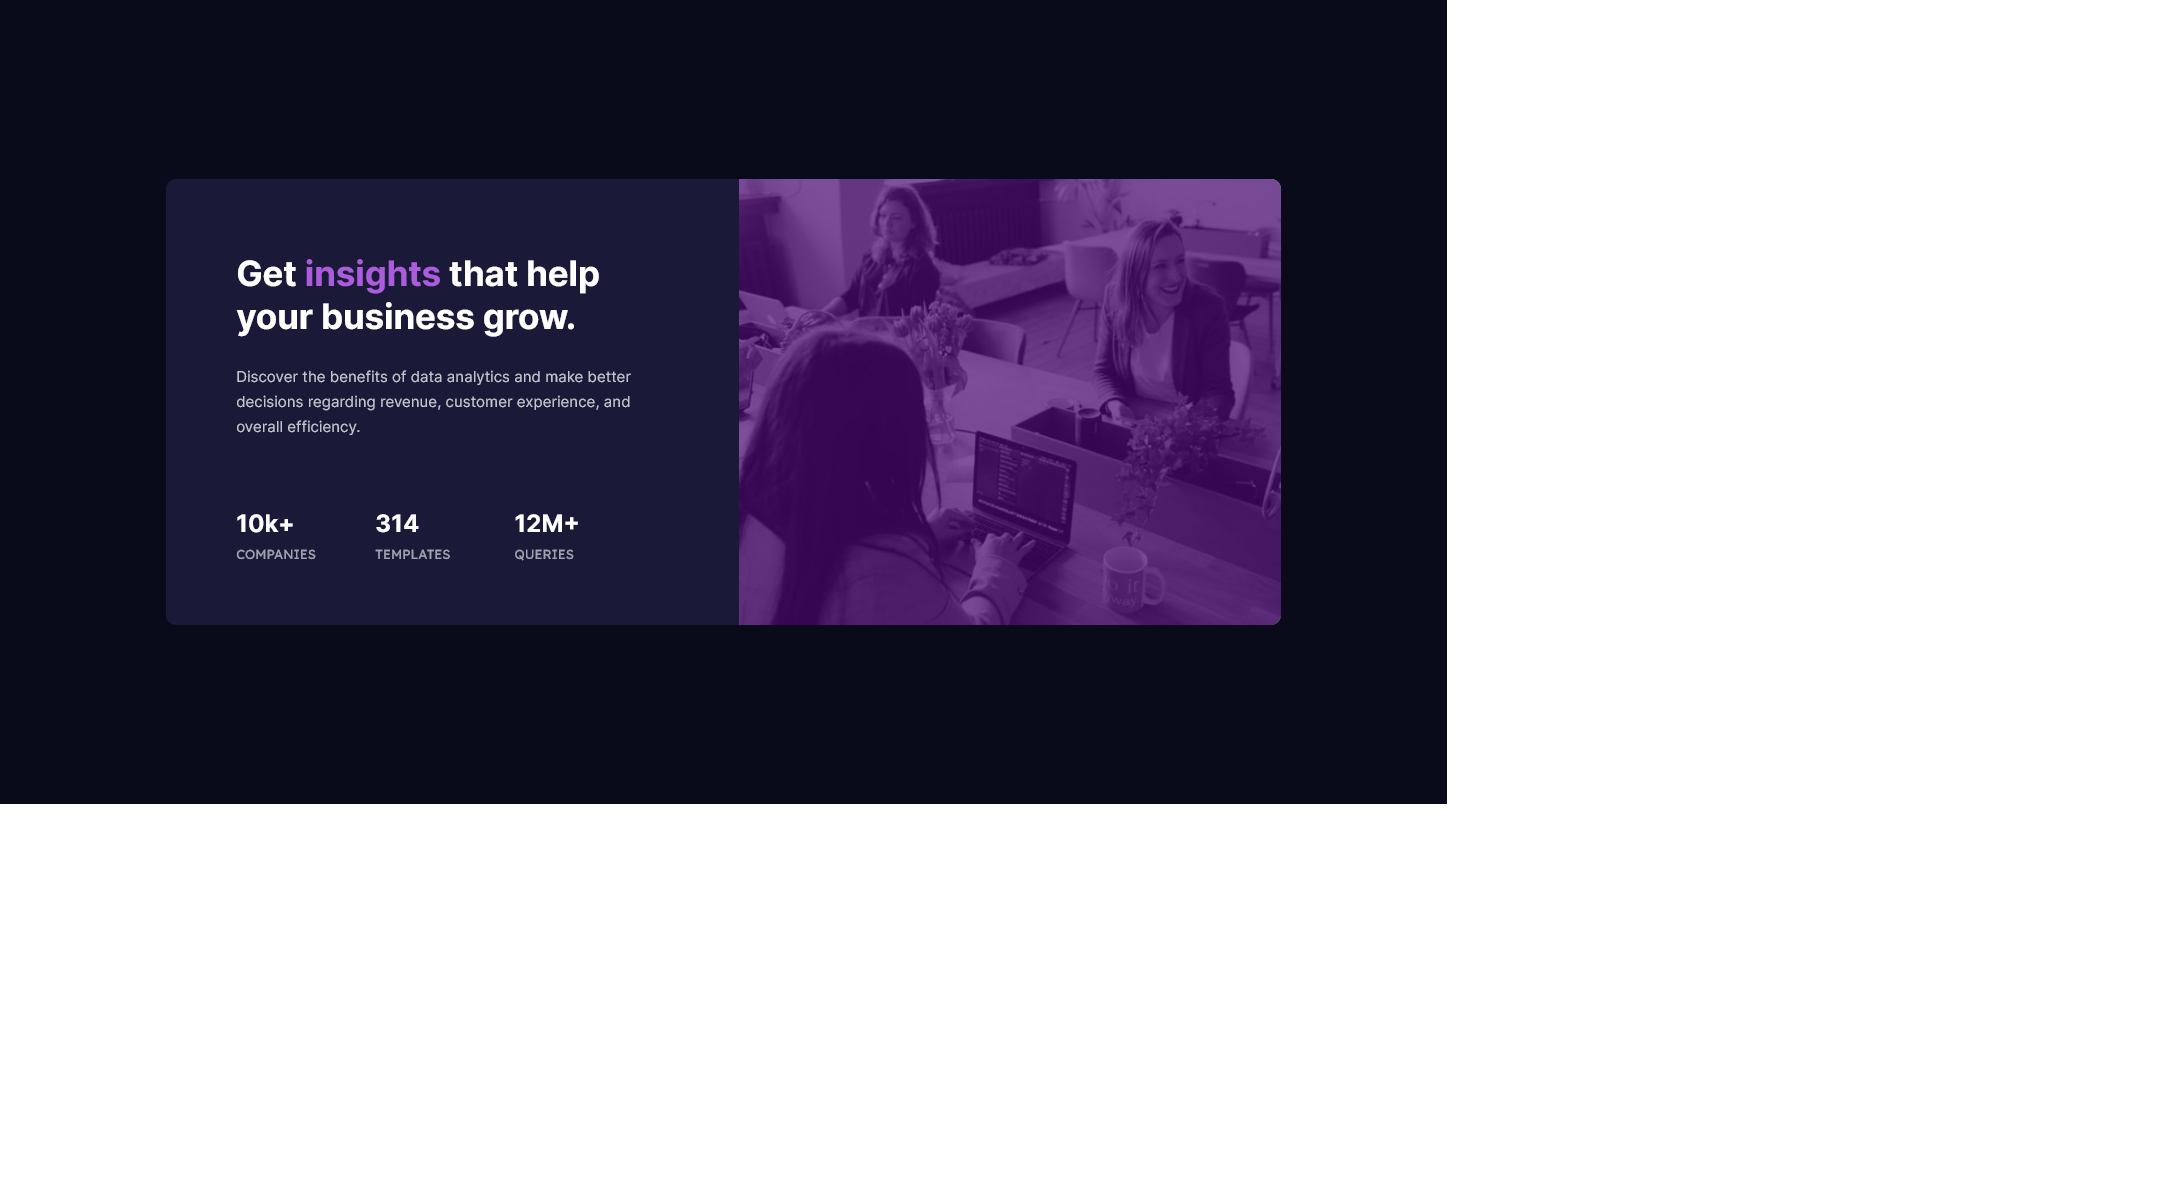 Get insights that help
your business grow.
Discover the benefits of data analytics and make better
decisions regarding revenue, customer experience, and
overall efficiency.
10k+ 314 12M+
COMPANIES TEMPLATES QUERIES